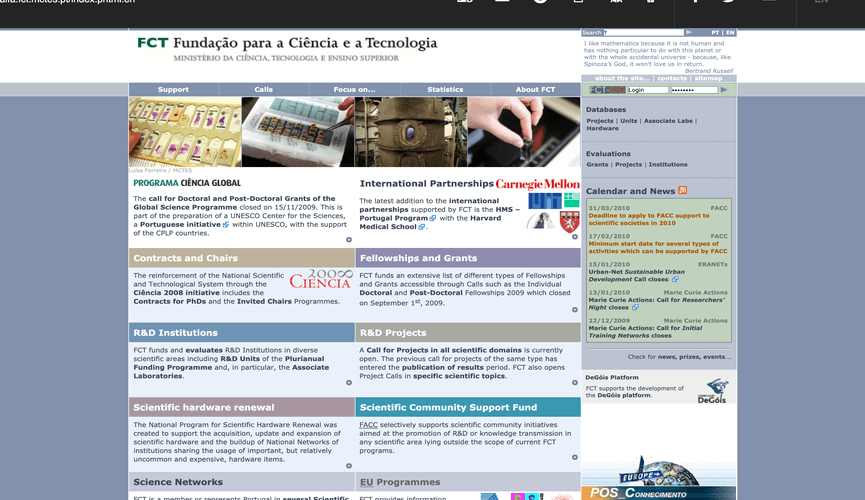 EN
Search
PT | EN
FCT Fundação para a Ciência e a Tecnologia
MINISTÉRIO DA CIÊNCIA, TECNOLOGIA E ENSINO SUPERIOR
I like mathematics because it is not human and
has nothing particular to do with this planet or
with the whole accidental universe - because, like
Spinoza's God, it won't love us in return.
Bertrand Russell
about the site... | contacts | sitemap
Support
Calls
Focus on...
Statistics
About FCT
Login
Luisa Ferreira / MCTES
PROGRAMA CIÊNCIA GLOBAL
The call for Doctoral and Post-Doctoral Grants of the
Global Science Programme closed on 15/11/2009. This is
part of the preparation of a UNESCO Center for the Sciences,
a Portuguese initiative within UNESCO, with the support
of the CPLP countries.
International Partnerships
Carnegie Mellon
The latest addition to the international
partnerships supported by FCT is the HMS –
Portugal Program with the Harvard
Medical School.
Contracts and Chairs
The reinforcement of the National Scientific
and Technological System through the
Ciência 2008 initiative includes the
Contracts for PhDs and the Invited Chairs Programmes.
CIÊNCIA
Fellowships and Grants
FCT funds an extensive list of different types of Fellowships
and Grants accessible through Calls such as the Individual
Doctoral and Post-Doctoral Fellowships 2009 which closed
on September 1st, 2009.
R&D Institutions
FCT funds and evaluates R&D Institutions in diverse
scientific areas including R&D Units of the Plurianual
Funding Programme and, in particular, the Associate
Laboratories.
R&D Projects
A Call for Projects in all scientific domains is currently
open. The previous call for projects of the same type has
entered the publication of results period. FCT also opens
Project Calls in specific scientific topics.
Scientific hardware renewal
The National Program for Scientific Hardware Renewal was
created to support the acquisition, update and expansion of
scientific hardware and the buildup of National Networks of
institutions sharing the usage of important, but relatively
uncommon and expensive, hardware items.
Scientific Community Support Fund
FACC selectively supports scientific community initiatives
aimed at the promotion of R&D or knowledge transmission in
any scientific area lying outside the scope of current FCT
programs.
Science Networks
FCT is a member or represents Portugal in several Scientific
EU Programmes
FCT provides information
Databases
Projects | Units | Associate Labs |
Hardware
Evaluations
Grants | Projects | Institutions
Calendar and News
31/03/2010 FACC
Deadline to apply to FACC support to
scientific societies in 2010
17/02/2010 FACC
Minimum start date for several types of
activities which can be supported by FACC
15/01/2010 ERANETs
Urban-Net Sustainable Urban
Development Call closes
13/01/2010 Marie Curie Actions
Marie Curie Actions: Call for Researchers'
Night closes
22/12/2009 Marie Curie Actions
Marie Curie Actions: Call for Initial
Training Networks closes
Check for news, prizes, events...
DeGóis Platform
FCT supports the development of
the DeGóis platform.
DeGóis
EUROPE
POS_Conhecimento